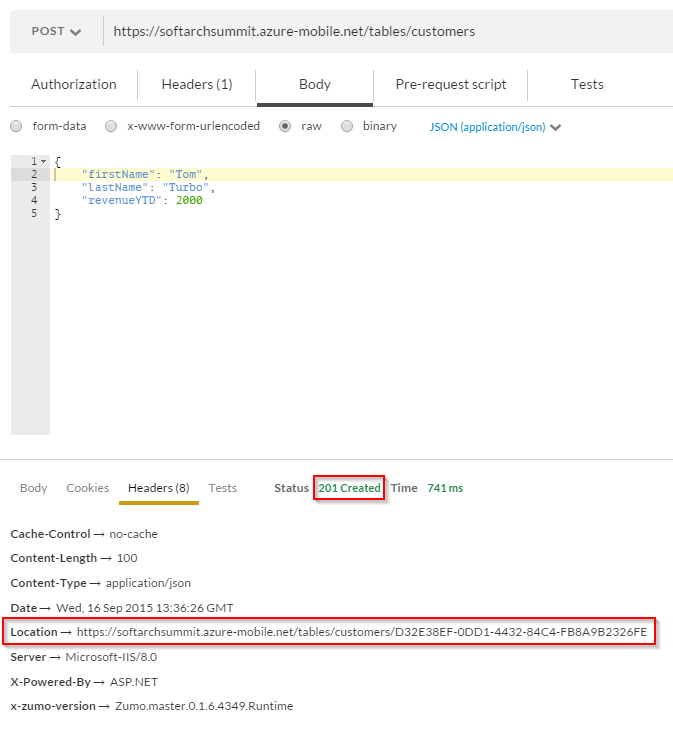 POST https://softarchsummit.azure-mobile.net/tables/customers
Authorization Headers (1) Body Pre-request script Tests
form-data x-www-form-urlencoded raw binary JSON (application/json)
1 {
2 "firstName": "Tom",
3 "lastName": "Turbo",
4 "revenueYTD": 2000
5 }
Body Cookies Headers (8) Tests Status 201 Created Time 741 ms
Cache-Control → no-cache
Content-Length → 100
Content-Type → application/json
Date → Wed, 16 Sep 2015 13:36:26 GMT
Location → https://softarchsummit.azure-mobile.net/tables/customers/D32E38EF-0DD1-4432-84C4-FB8A9B2326FE
Server → Microsoft-IIS/8.0
X-Powered-By → ASP.NET
x-zumo-version → Zumo.master.0.1.6.4349.Runtime